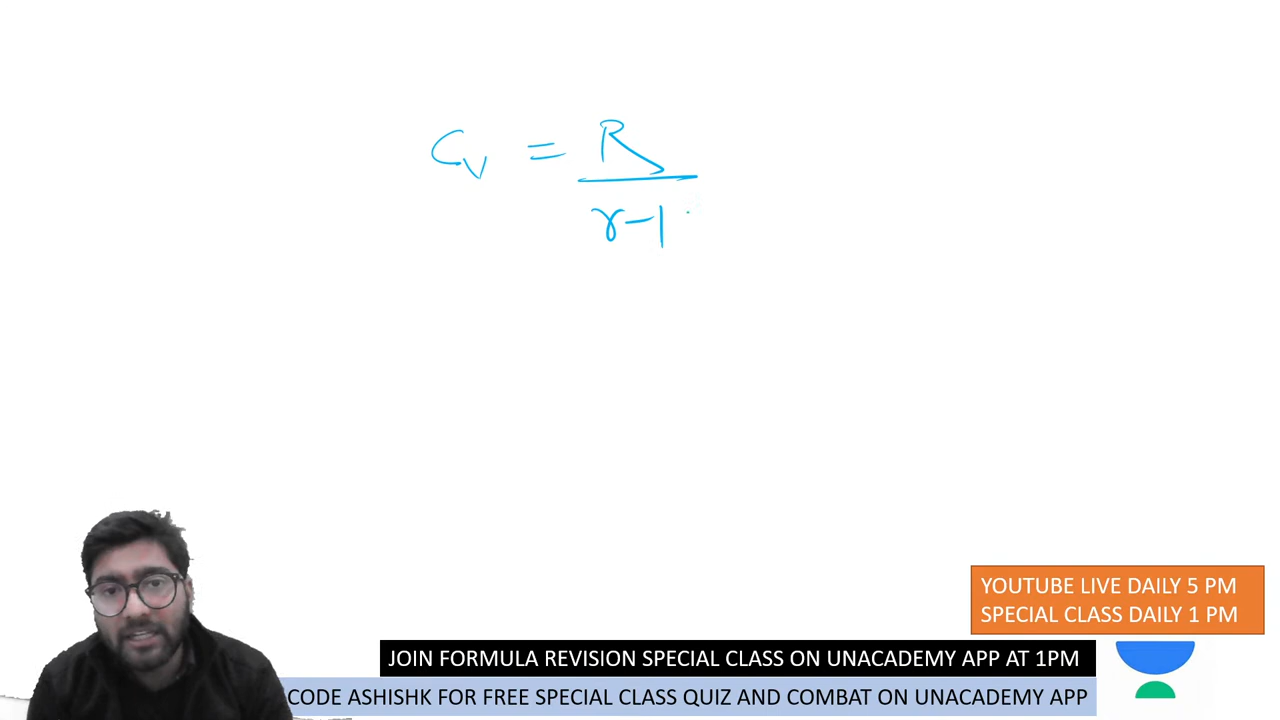 Cv = R
γ-1
YOUTUBE LIVE DAILY 5 PM
SPECIAL CLASS DAILY 1 PM
JOIN FORMULA REVISION SPECIAL CLASS ON UNACADEMY APP AT 1PM
CODE ASHISHK FOR FREE SPECIAL CLASS QUIZ AND COMBAT ON UNACADEMY APP